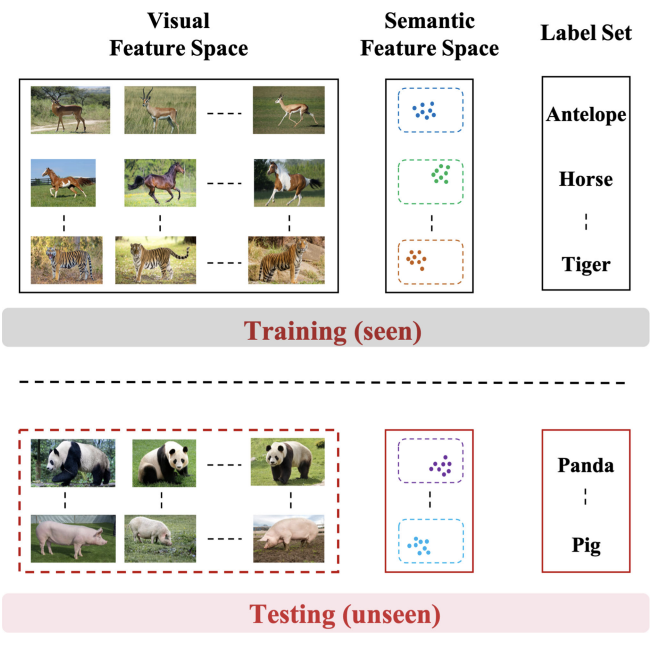 Visual
Feature Space
Semantic
Feature Space
Label Set
Antelope
Horse
Tiger
Training (seen)
Panda
Pig
Testing (unseen)